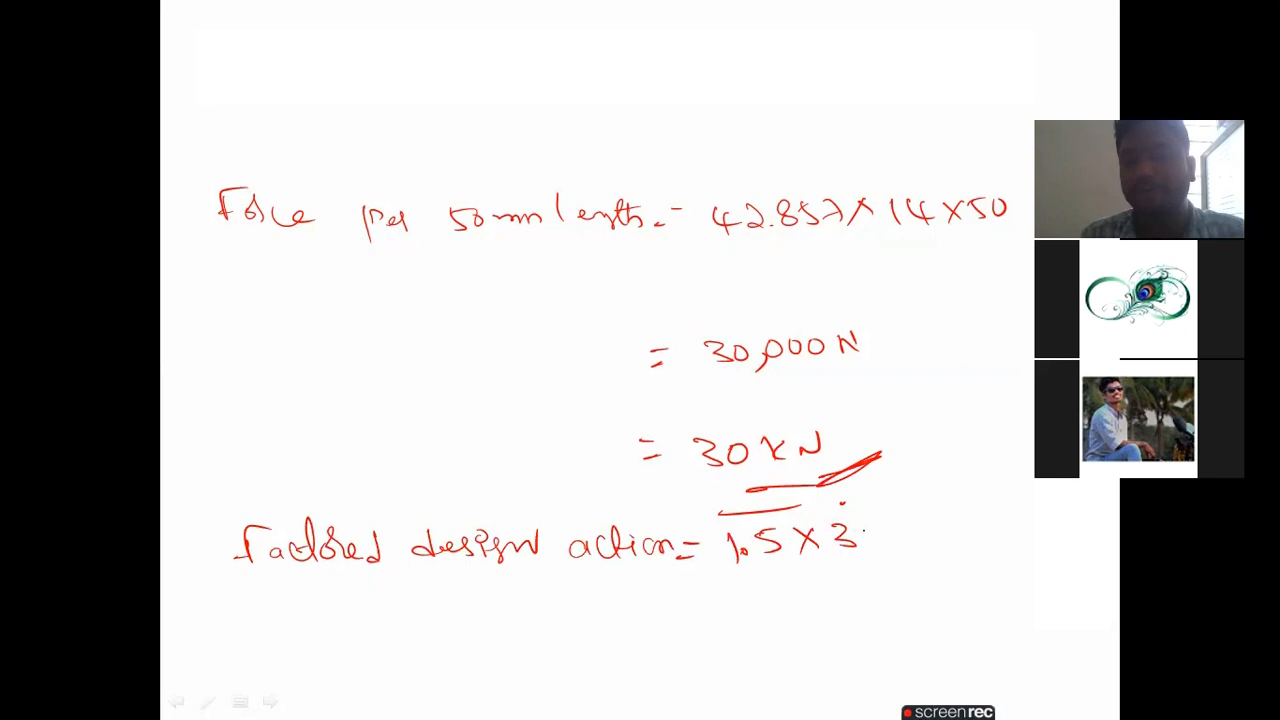 Force per 50mm length = 42.857 × 14 × 50
= 30,000 N
= 30 KN
Factored design action = 1.5 × 3
screenrec